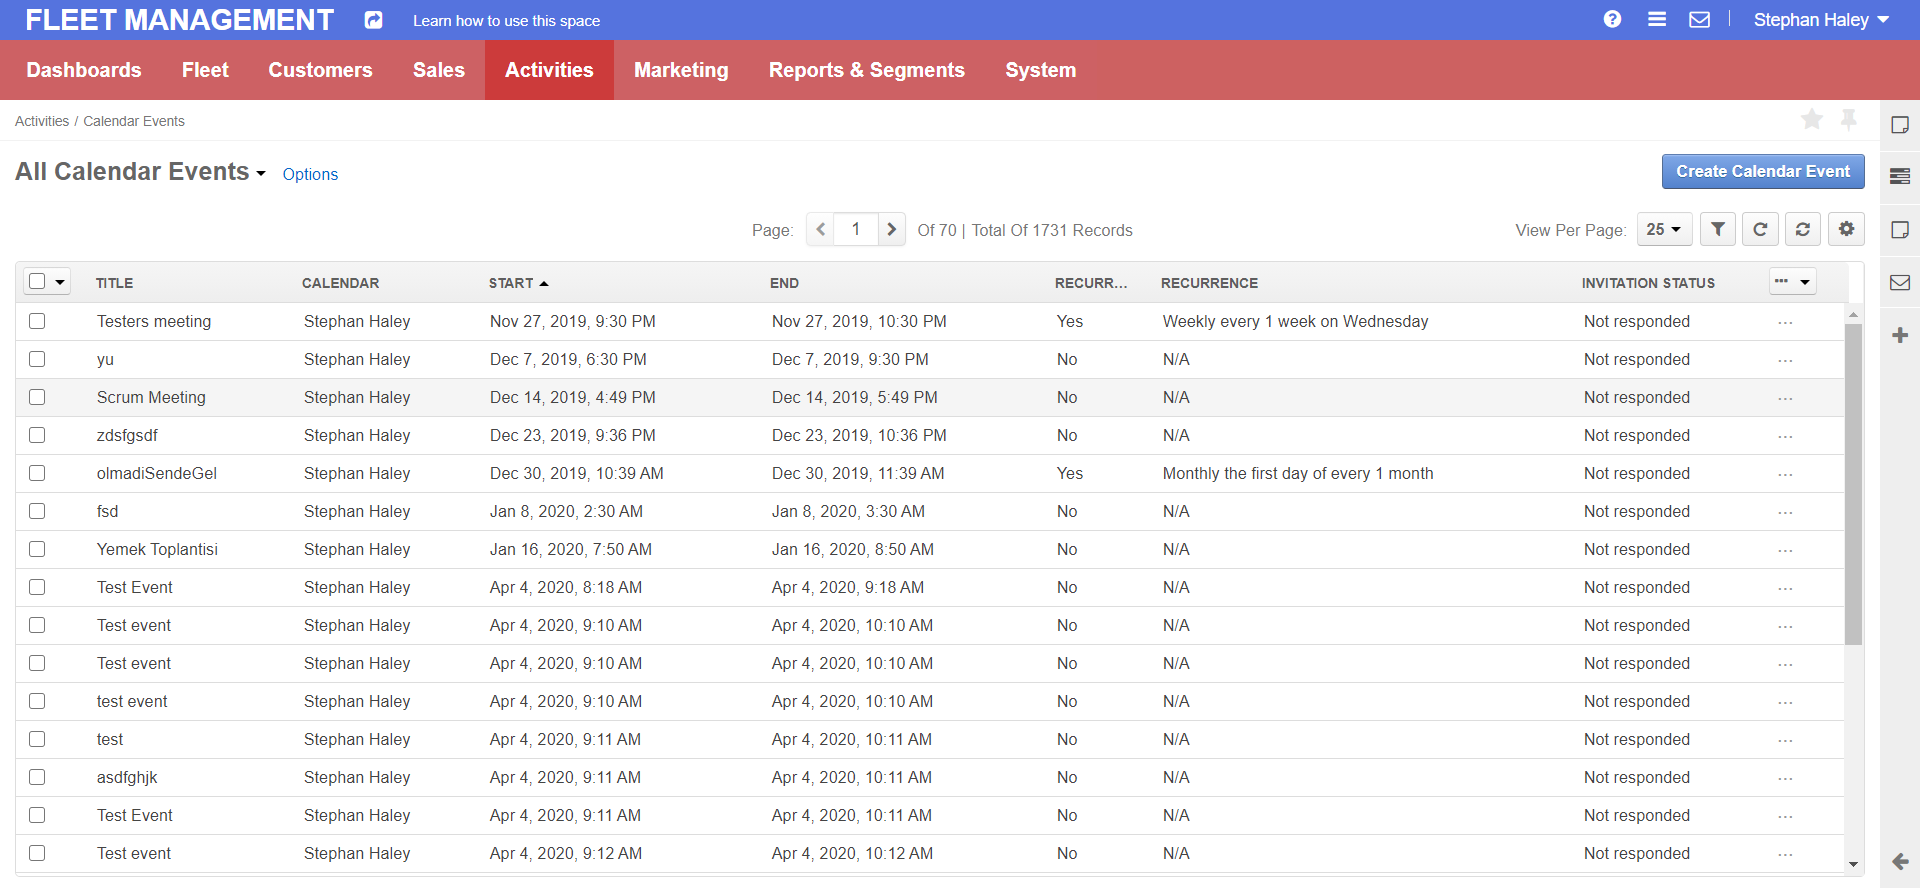 FLEET MANAGEMENT Learn how to use this space Stephan Haley
Dashboards Fleet Customers Sales Activities Marketing Reports & Segments System
Activities / Calendar Events
All Calendar Events Options Create Calendar Event
Page: 1 Of 70 | Total Of 1731 Records View Per Page: 25
TITLE CALENDAR START END RECURR... RECURRENCE INVITATION STATUS
Testers meeting Stephan Haley Nov 27, 2019, 9:30 PM Nov 27, 2019, 10:30 PM Yes Weekly every 1 week on Wednesday Not responded ...
yu Stephan Haley Dec 7, 2019, 6:30 PM Dec 7, 2019, 9:30 PM No N/A Not responded ...
Scrum Meeting Stephan Haley Dec 14, 2019, 4:49 PM Dec 14, 2019, 5:49 PM No N/A Not responded ...
zdsfgsdf Stephan Haley Dec 23, 2019, 9:36 PM Dec 23, 2019, 10:36 PM No N/A Not responded ...
olmadiSendeGel Stephan Haley Dec 30, 2019, 10:39 AM Dec 30, 2019, 11:39 AM Yes Monthly the first day of every 1 month Not responded ...
fsd Stephan Haley Jan 8, 2020, 2:30 AM Jan 8, 2020, 3:30 AM No N/A Not responded ...
Yemek Toplantisi Stephan Haley Jan 16, 2020, 7:50 AM Jan 16, 2020, 8:50 AM No N/A Not responded ...
Test Event Stephan Haley Apr 4, 2020, 8:18 AM Apr 4, 2020, 9:18 AM No N/A Not responded ...
Test event Stephan Haley Apr 4, 2020, 9:10 AM Apr 4, 2020, 10:10 AM No N/A Not responded ...
Test event Stephan Haley Apr 4, 2020, 9:10 AM Apr 4, 2020, 10:10 AM No N/A Not responded ...
test event Stephan Haley Apr 4, 2020, 9:10 AM Apr 4, 2020, 10:10 AM No N/A Not responded ...
test Stephan Haley Apr 4, 2020, 9:11 AM Apr 4, 2020, 10:11 AM No N/A Not responded ...
asdfghjk Stephan Haley Apr 4, 2020, 9:11 AM Apr 4, 2020, 10:11 AM No N/A Not responded ...
Test Event Stephan Haley Apr 4, 2020, 9:11 AM Apr 4, 2020, 10:11 AM No N/A Not responded ...
Test event Stephan Haley Apr 4, 2020, 9:12 AM Apr 4, 2020, 10:12 AM No N/A Not responded ...